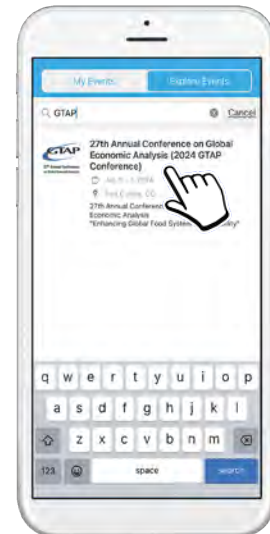 My Events
Explore Events
GTAP
Cancel
GTAP
27th Annual Conference on Global
Economic Analysis (2024 GTAP
Conference)
Fort Collins, CO
27th Annual Conference
Economic Analysis
"Enhancing Global Food System
q w e r t y u i o p
a s d f g h j k l
z x c v b n m
123
space
search